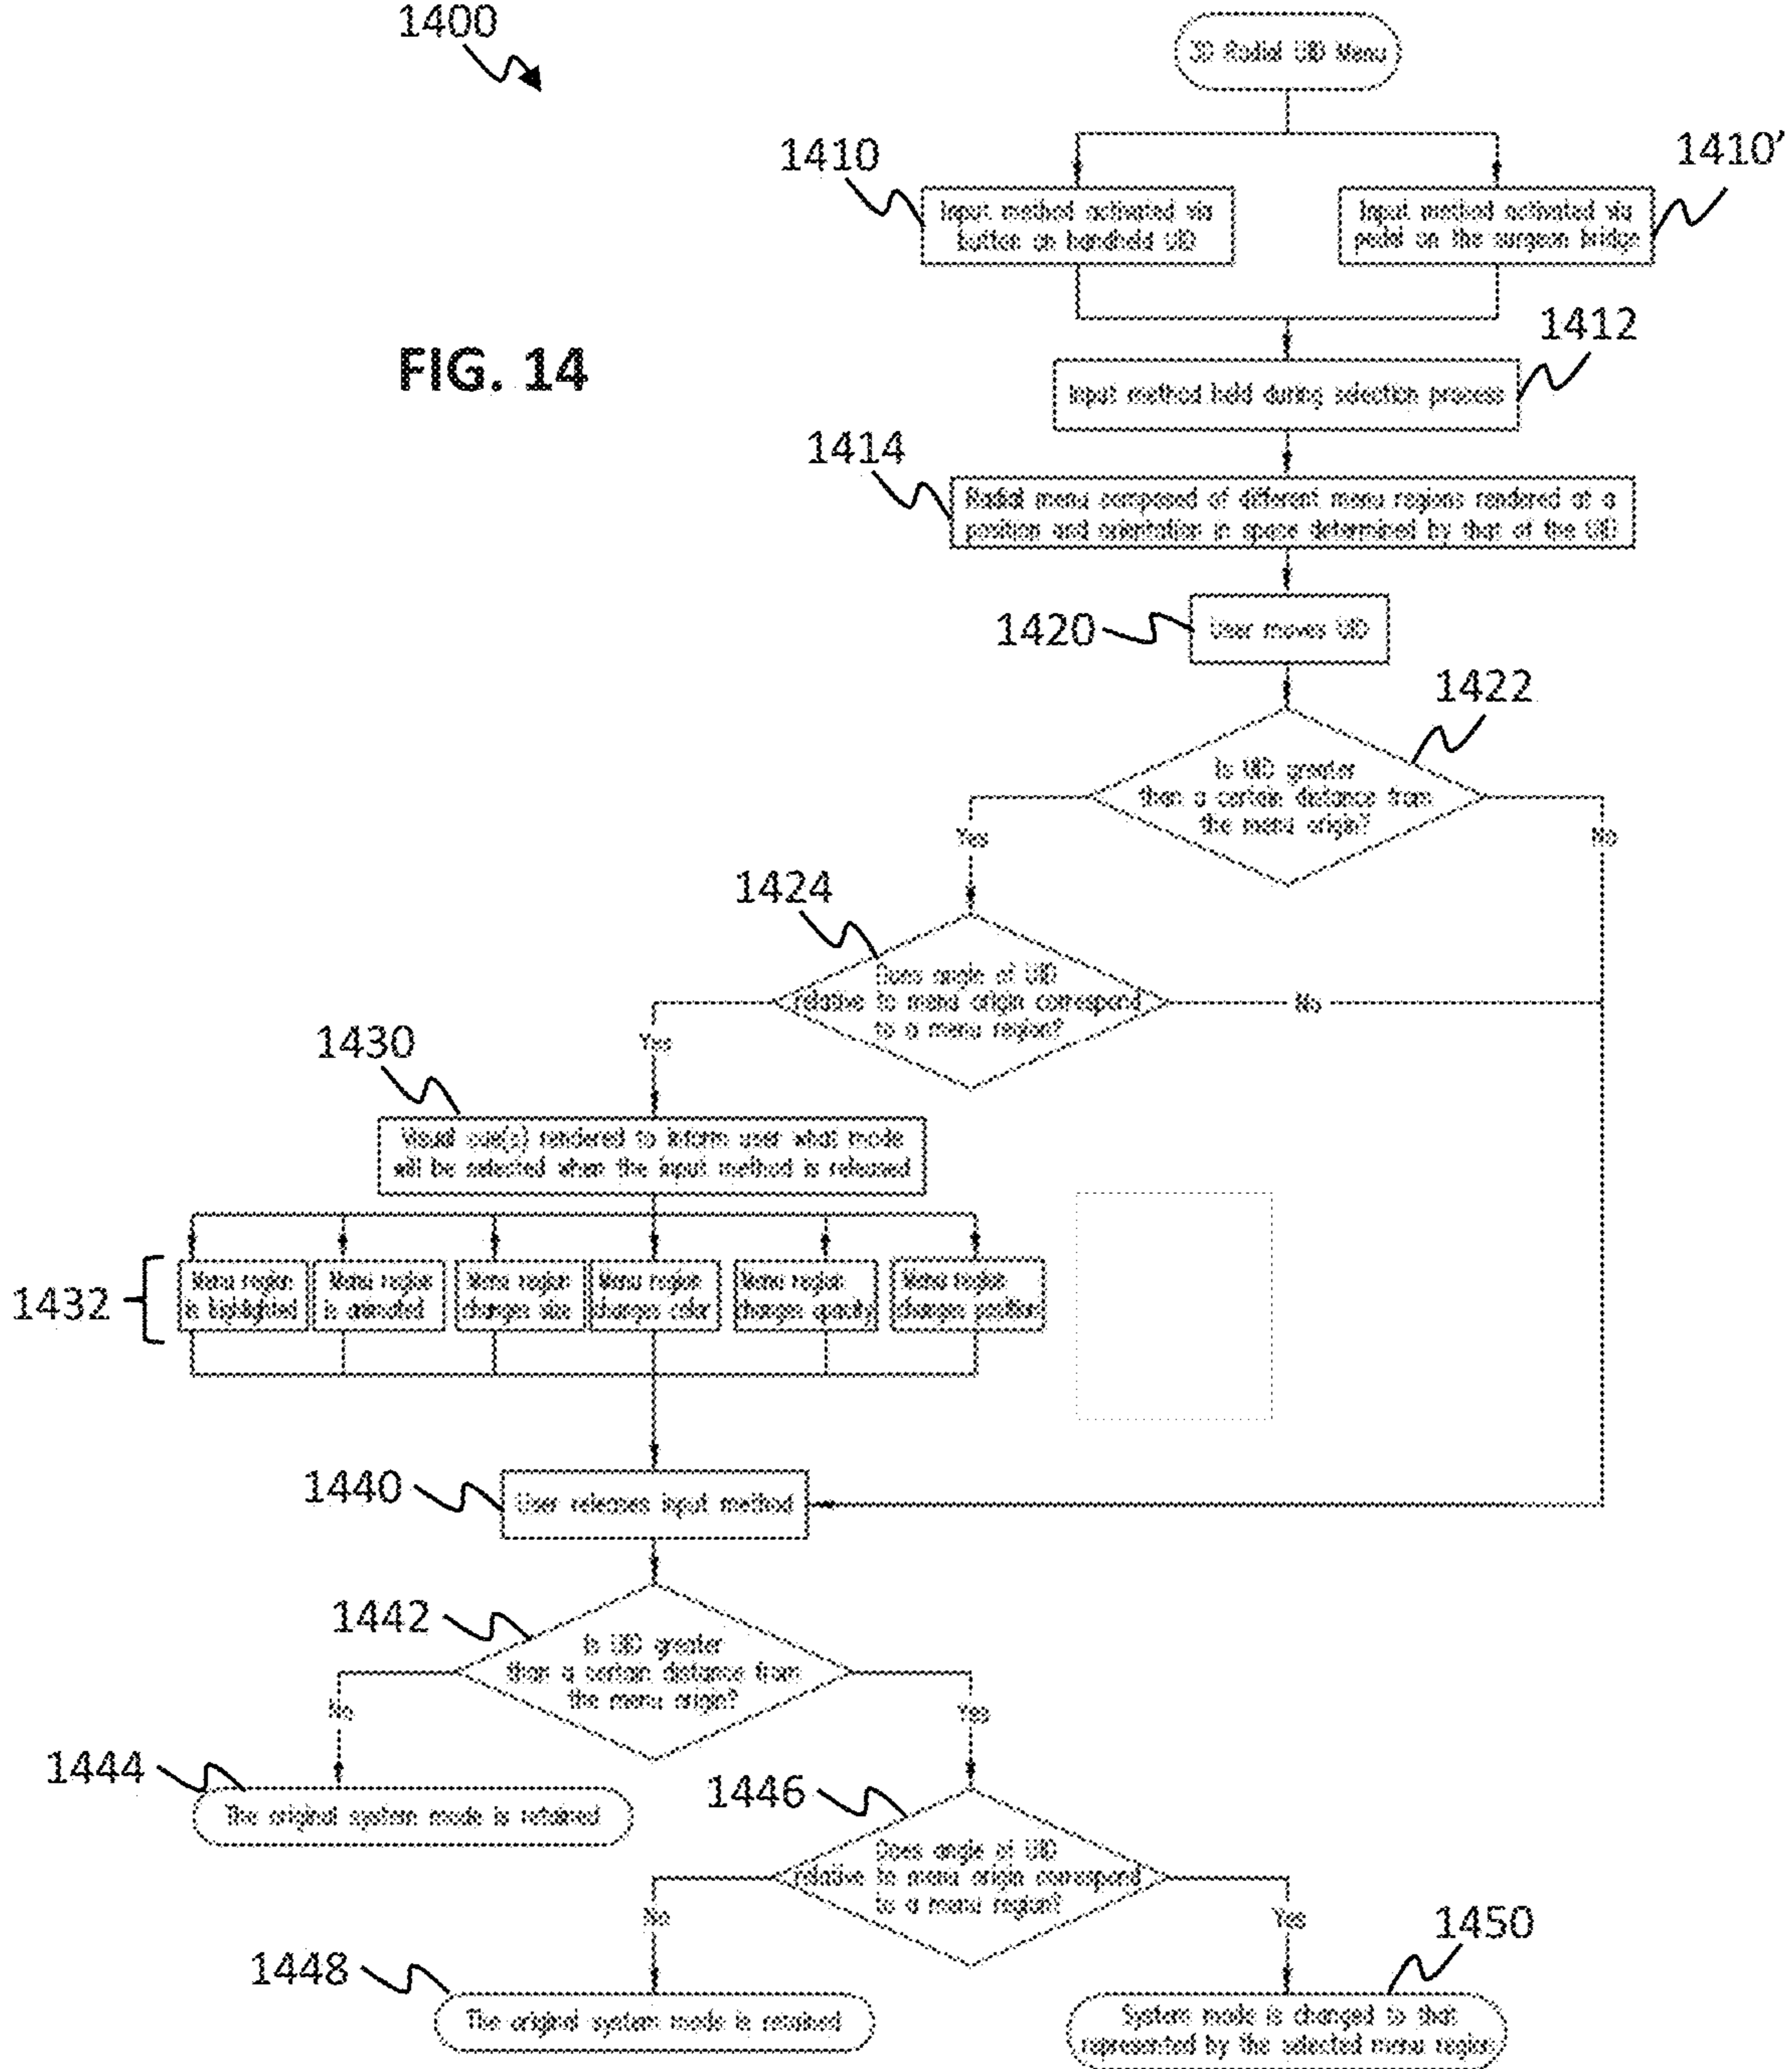 1400
3D Radial UID Menu
1410
1410'
Input method activated via
button on handheld UID
Input method activated via
pedal on the surgeon bridge
FIG. 14
1412
Input method held during selection process
1414
Radial menu composed of different menu regions rendered at a
position and orientation in space determined by that of the UID
1420
User moves UID
1422
Is UID greater
than a certain distance from
the menu origin?
Yes
No
1424
Does angle of UID
relative to menu origin correspond
to a menu region?
No
Yes
1430
Visual cue(s) rendered to inform user what mode
will be selected when the input method is released
1432
Menu region
is highlighted
Menu region
is animated
Menu region
changes size
Menu region
changes color
Menu region
changes opacity
Menu region
changes position
1440
User releases input method
1442
Is UID greater
than a certain distance from
the menu origin?
No
Yes
1444
The original system mode is retained
1446
Does angle of UID
relative to menu origin correspond
to a menu region?
No
Yes
1448
The original system mode is retained
1450
System mode is changed to that
represented by the selected menu region